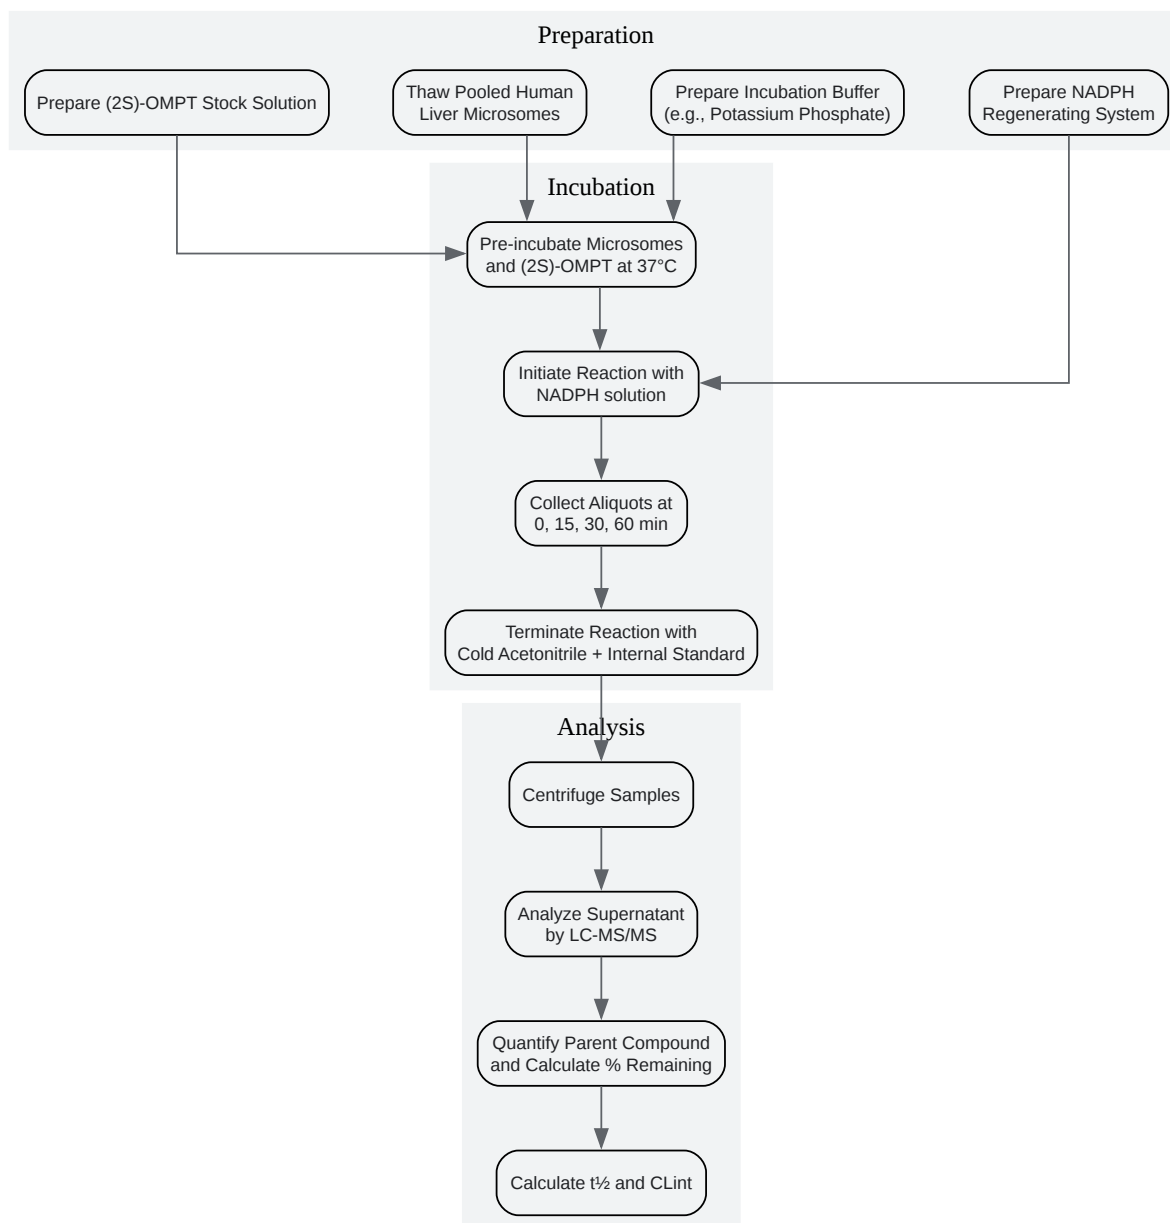 Preparation
Prepare (2S)-OMPT Stock Solution
Thaw Pooled Human
Liver Microsomes
Prepare Incubation Buffer
(e.g., Potassium Phosphate)
Prepare NADPH
Regenerating System
Incubation
Pre-incubate Microsomes
and (2S)-OMPT at 37°C
Initiate Reaction with
NADPH solution
Collect Aliquots at
0, 15, 30, 60 min
Terminate Reaction with
Cold Acetonitrile + Internal Standard
Analysis
Centrifuge Samples
Analyze Supernatant
by LC-MS/MS
Quantify Parent Compound
and Calculate % Remaining
Calculate t½ and CLint